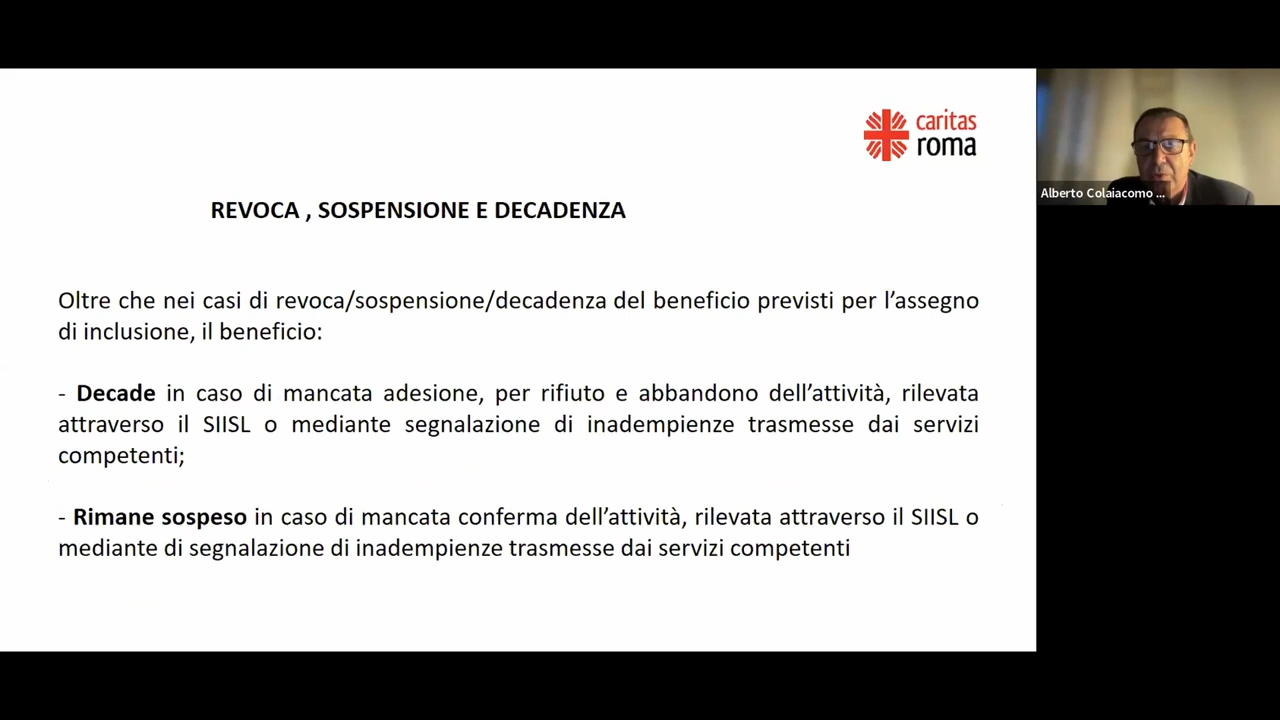 caritas
roma
Alberto Colaiacomo ...
REVOCA , SOSPENSIONE E DECADENZA
Oltre che nei casi di revoca/sospensione/decadenza del beneficio previsti per l’assegno
di inclusione, il beneficio:
- Decade in caso di mancata adesione, per rifiuto e abbandono dell’attività, rilevata
attraverso il SIISL o mediante segnalazione di inadempienze trasmesse dai servizi
competenti;
- Rimane sospeso in caso di mancata conferma dell’attività, rilevata attraverso il SIISL o
mediante di segnalazione di inadempienze trasmesse dai servizi competenti